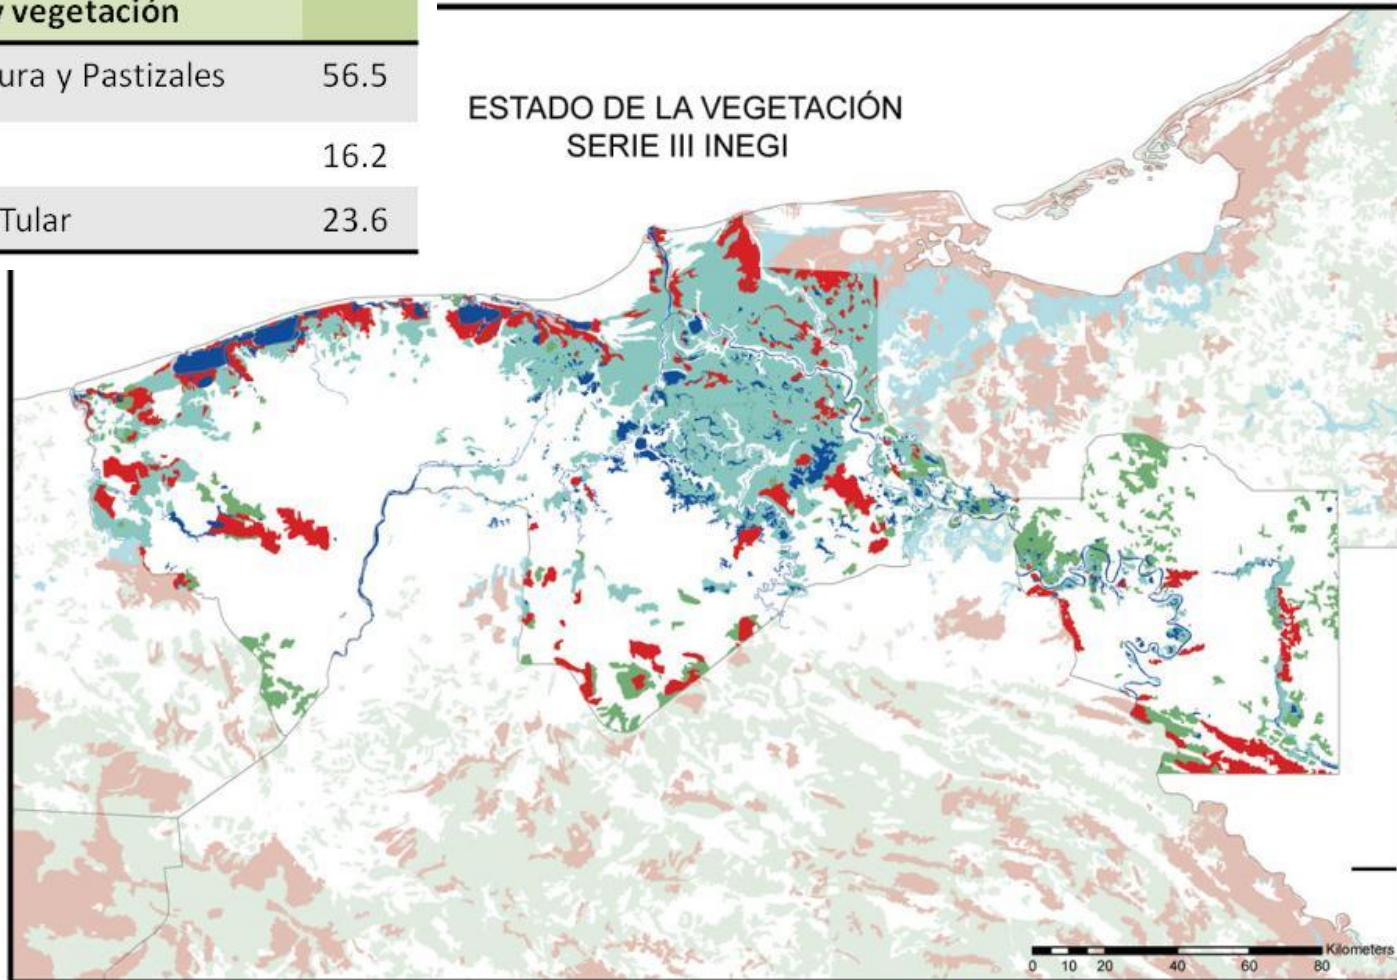 y vegetación
ura y Pastizales 56.5
16.2
Tular 23.6
ESTADO DE LA VEGETACIÓN
SERIE III INEGI
Kilometers
0 10 20 40 60 80